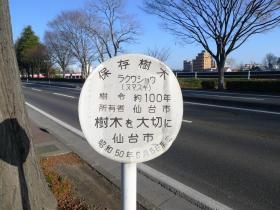 保存樹木
ラクウショウ
(ヌマスギ)
樹令 約100年
所有者 仙台市
樹木を大切に
仙台市
昭和50年